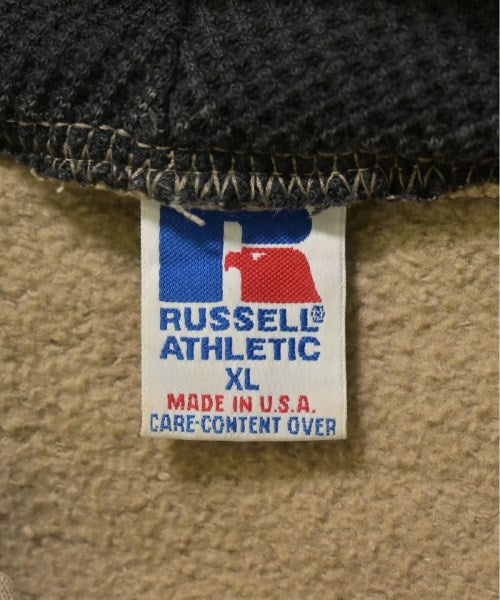 RUSSELL®
ATHLETIC
XL
MADE IN U.S.A.
CARE-CONTENT OVER